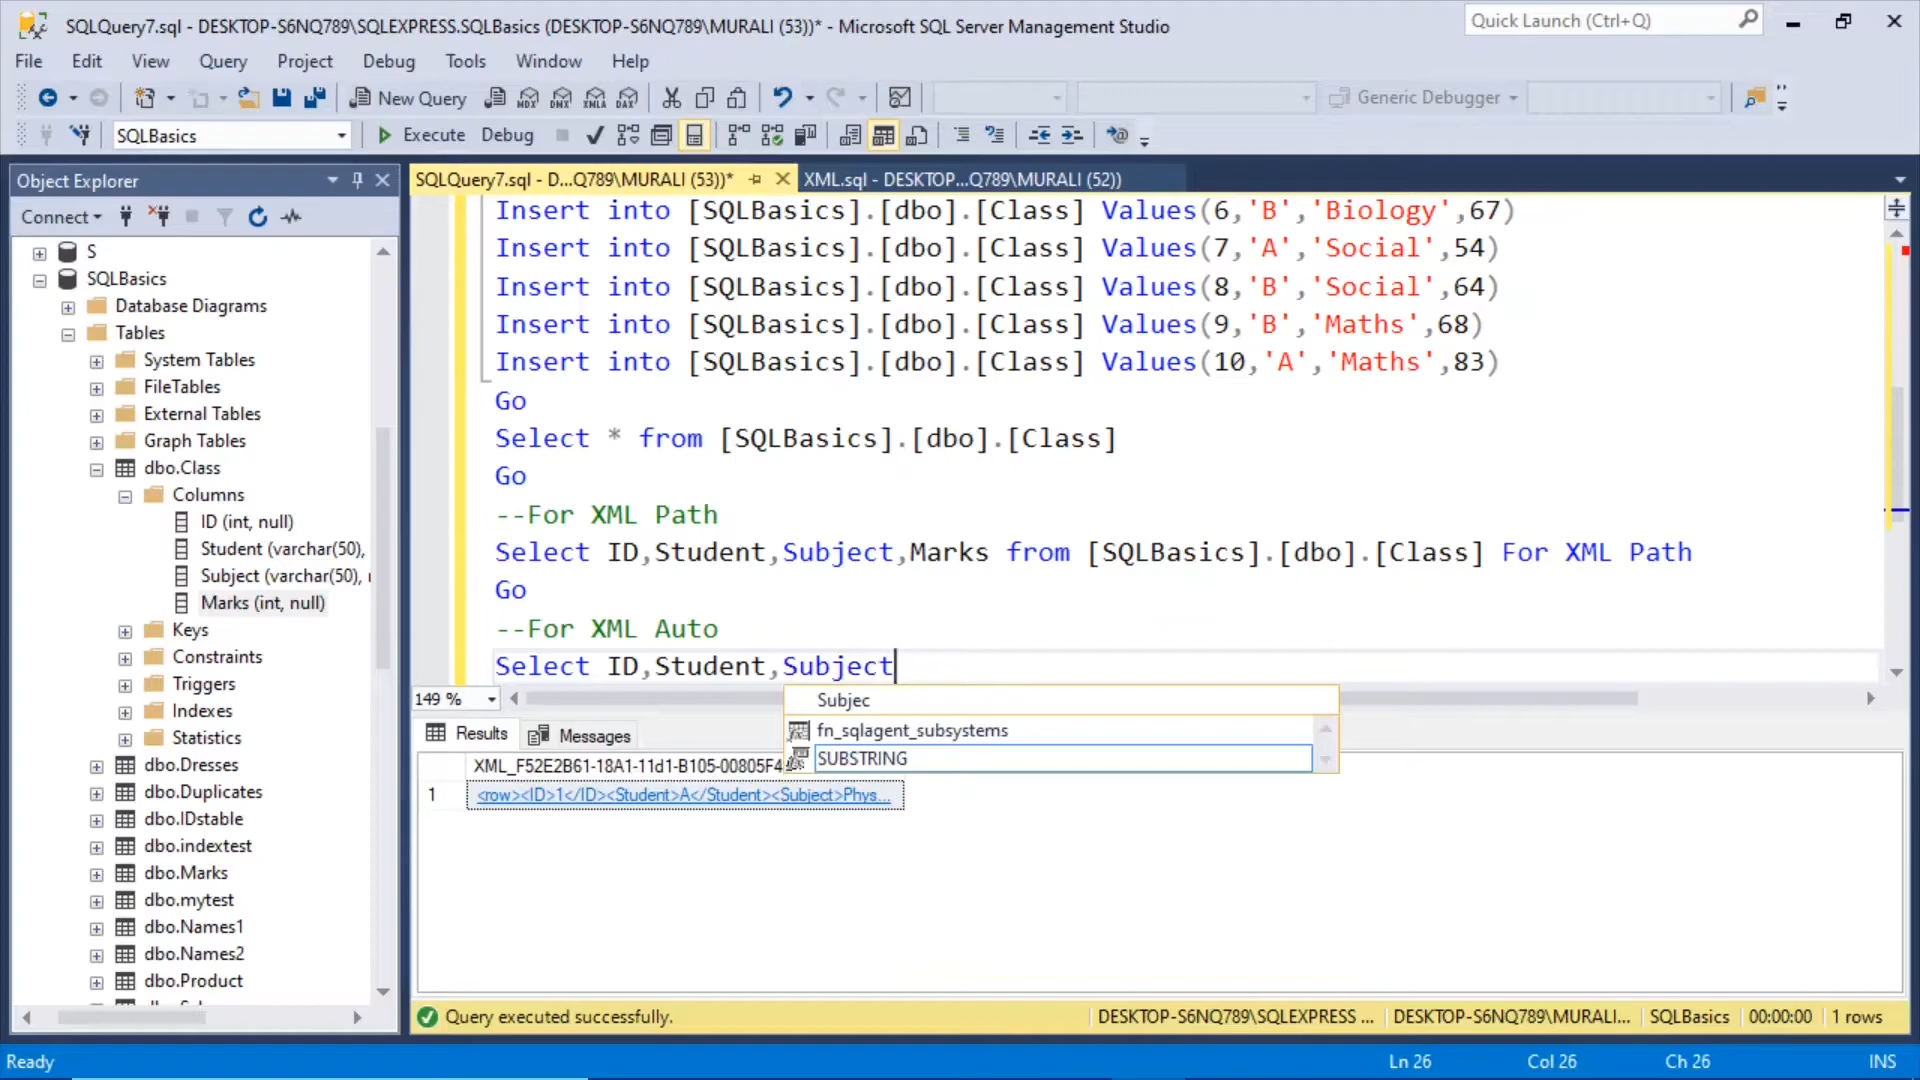 SQLQuery7.sql - DESKTOP-S6NQ789\SQLEXPRESS.SQLBasics (DESKTOP-S6NQ789\MURALI (53))* - Microsoft SQL Server Management Studio
Quick Launch (Ctrl+Q)
File Edit View Query Project Debug Tools Window Help
New Query
MDX DMX XMLA DAX
Generic Debugger
SQLBasics
Execute Debug
Object Explorer
Connect
S
SQLBasics
Database Diagrams
Tables
System Tables
FileTables
External Tables
Graph Tables
dbo.Class
Columns
ID (int, null)
Student (varchar(50),
Subject (varchar(50), r
Marks (int, null)
Keys
Constraints
Triggers
Indexes
Statistics
dbo.Dresses
dbo.Duplicates
dbo.IDstable
dbo.indextest
dbo.Marks
dbo.mytest
dbo.Names1
dbo.Names2
dbo.Product
SQLQuery7.sql - D...Q789\MURALI (53))*
XML.sql - DESKTOP...Q789\MURALI (52))
Insert into [SQLBasics].[dbo].[Class] Values(6,'B','Biology',67)
Insert into [SQLBasics].[dbo].[Class] Values(7,'A','Social',54)
Insert into [SQLBasics].[dbo].[Class] Values(8,'B','Social',64)
Insert into [SQLBasics].[dbo].[Class] Values(9,'B','Maths',68)
Insert into [SQLBasics].[dbo].[Class] Values(10,'A','Maths',83)
Go
Select * from [SQLBasics].[dbo].[Class]
Go
--For XML Path
Select ID,Student,Subject,Marks from [SQLBasics].[dbo].[Class] For XML Path
Go
--For XML Auto
Select ID,Student,Subject
149 %
Subjec
fn_sqlagent_subsystems
SUBSTRING
Results Messages
XML_F52E2B61-18A1-11d1-B105-00805F4
1 <row><ID>1</ID><Student>A</Student><Subject>Phys...
Query executed successfully.
DESKTOP-S6NQ789\SQLEXPRESS ... DESKTOP-S6NQ789\MURALI... SQLBasics 00:00:00 1 rows
Ready
Ln 26 Col 26 Ch 26 INS